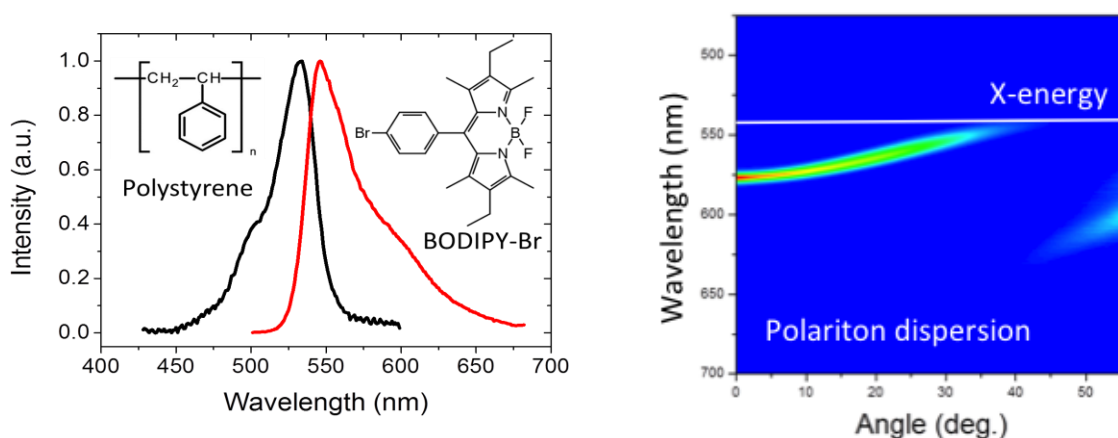 Intensity (a.u.)
1.0
0.8
0.6
0.4
0.2
0.0
CH2 CH
n
Polystyrene
N
N
B
F
F
Br
BODIPY-Br
400 450 500 550 600 650 700
Wavelength (nm)
Wavelength (nm)
500
550
600
650
700
X-energy
Polariton dispersion
0 10 20 30 40 50
Angle (deg.)